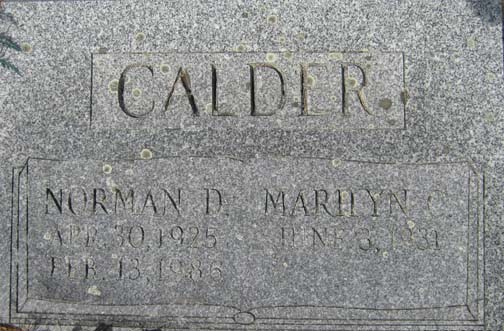 CALDER
NORMAN D. MARILYN C.
APR. 30, 1925 JUNE 3, 1931
FEB. 13, 1986